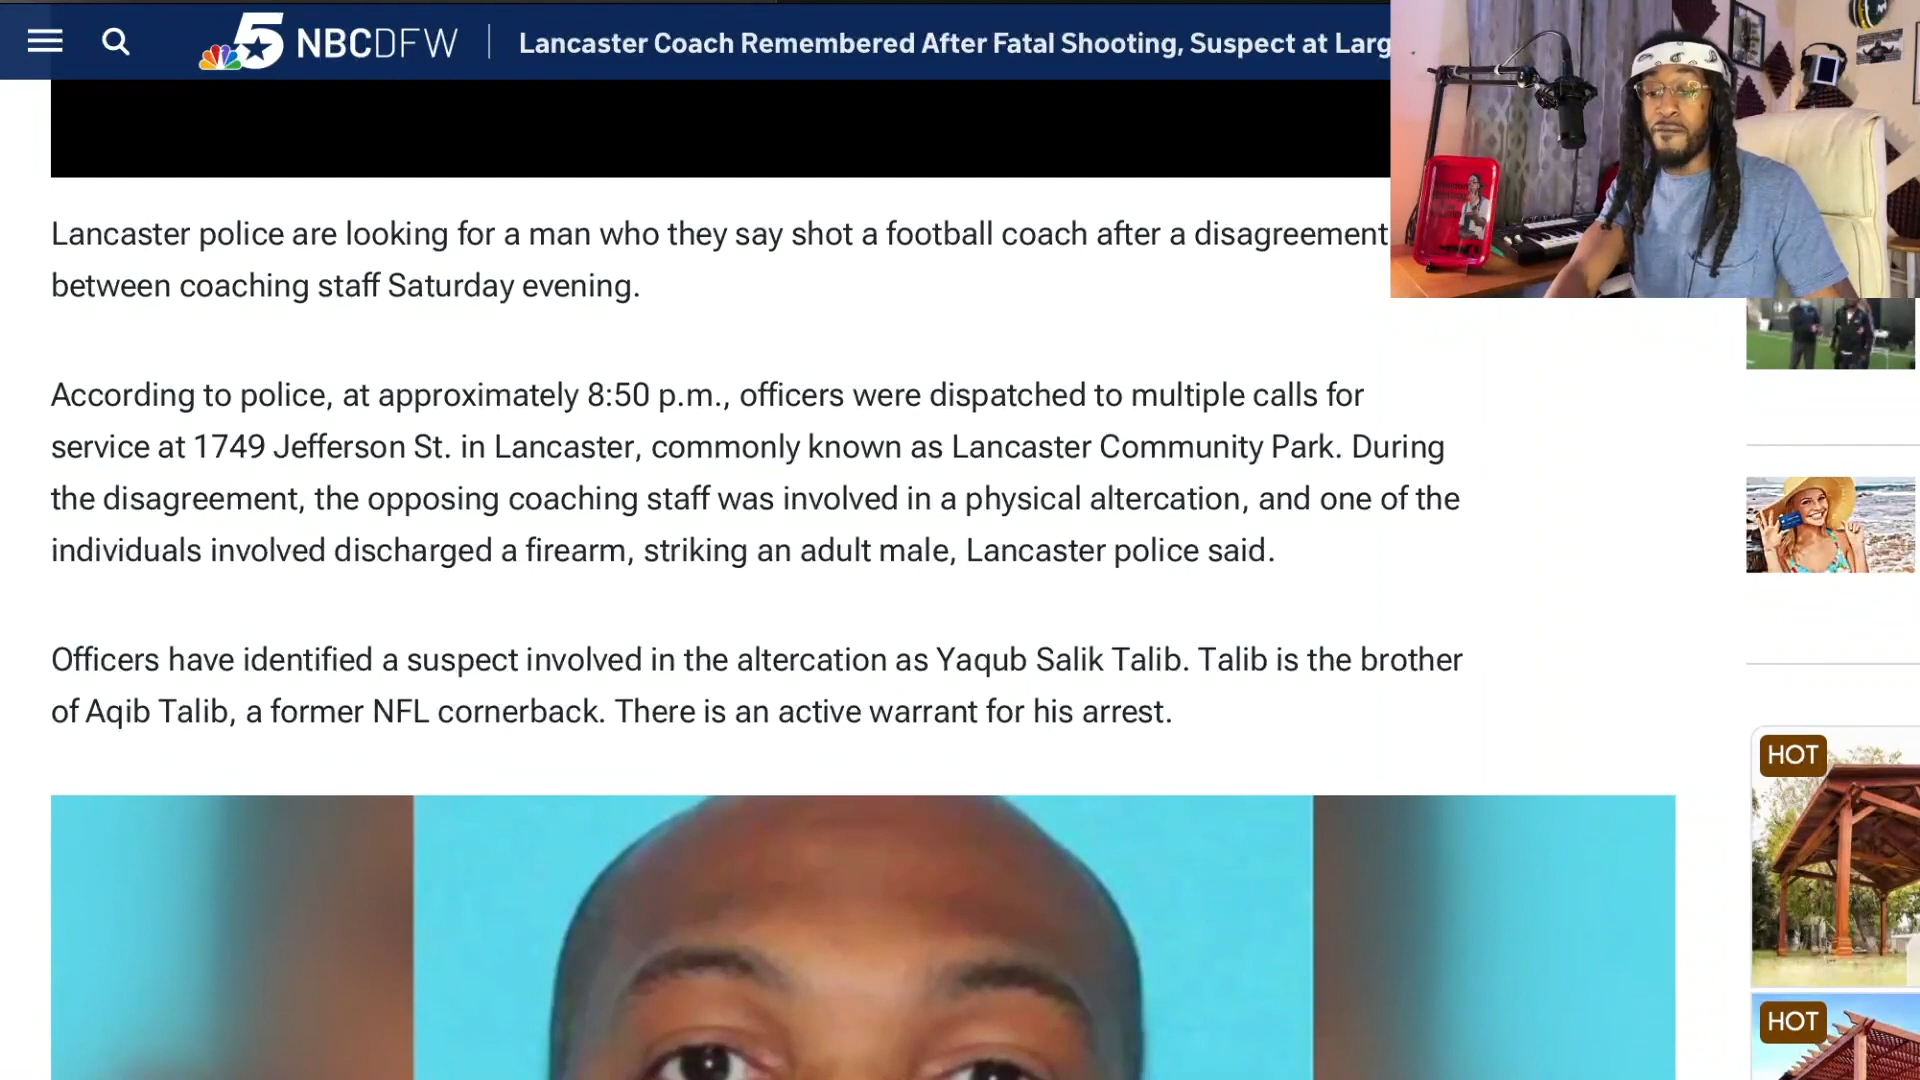 5 NBCDFW
Lancaster Coach Remembered After Fatal Shooting, Suspect at Larg
Lancaster police are looking for a man who they say shot a football coach after a disagreement
between coaching staff Saturday evening.
According to police, at approximately 8:50 p.m., officers were dispatched to multiple calls for
service at 1749 Jefferson St. in Lancaster, commonly known as Lancaster Community Park. During
the disagreement, the opposing coaching staff was involved in a physical altercation, and one of the
individuals involved discharged a firearm, striking an adult male, Lancaster police said.
Officers have identified a suspect involved in the altercation as Yaqub Salik Talib. Talib is the brother
of Aqib Talib, a former NFL cornerback. There is an active warrant for his arrest.
HOT
HOT